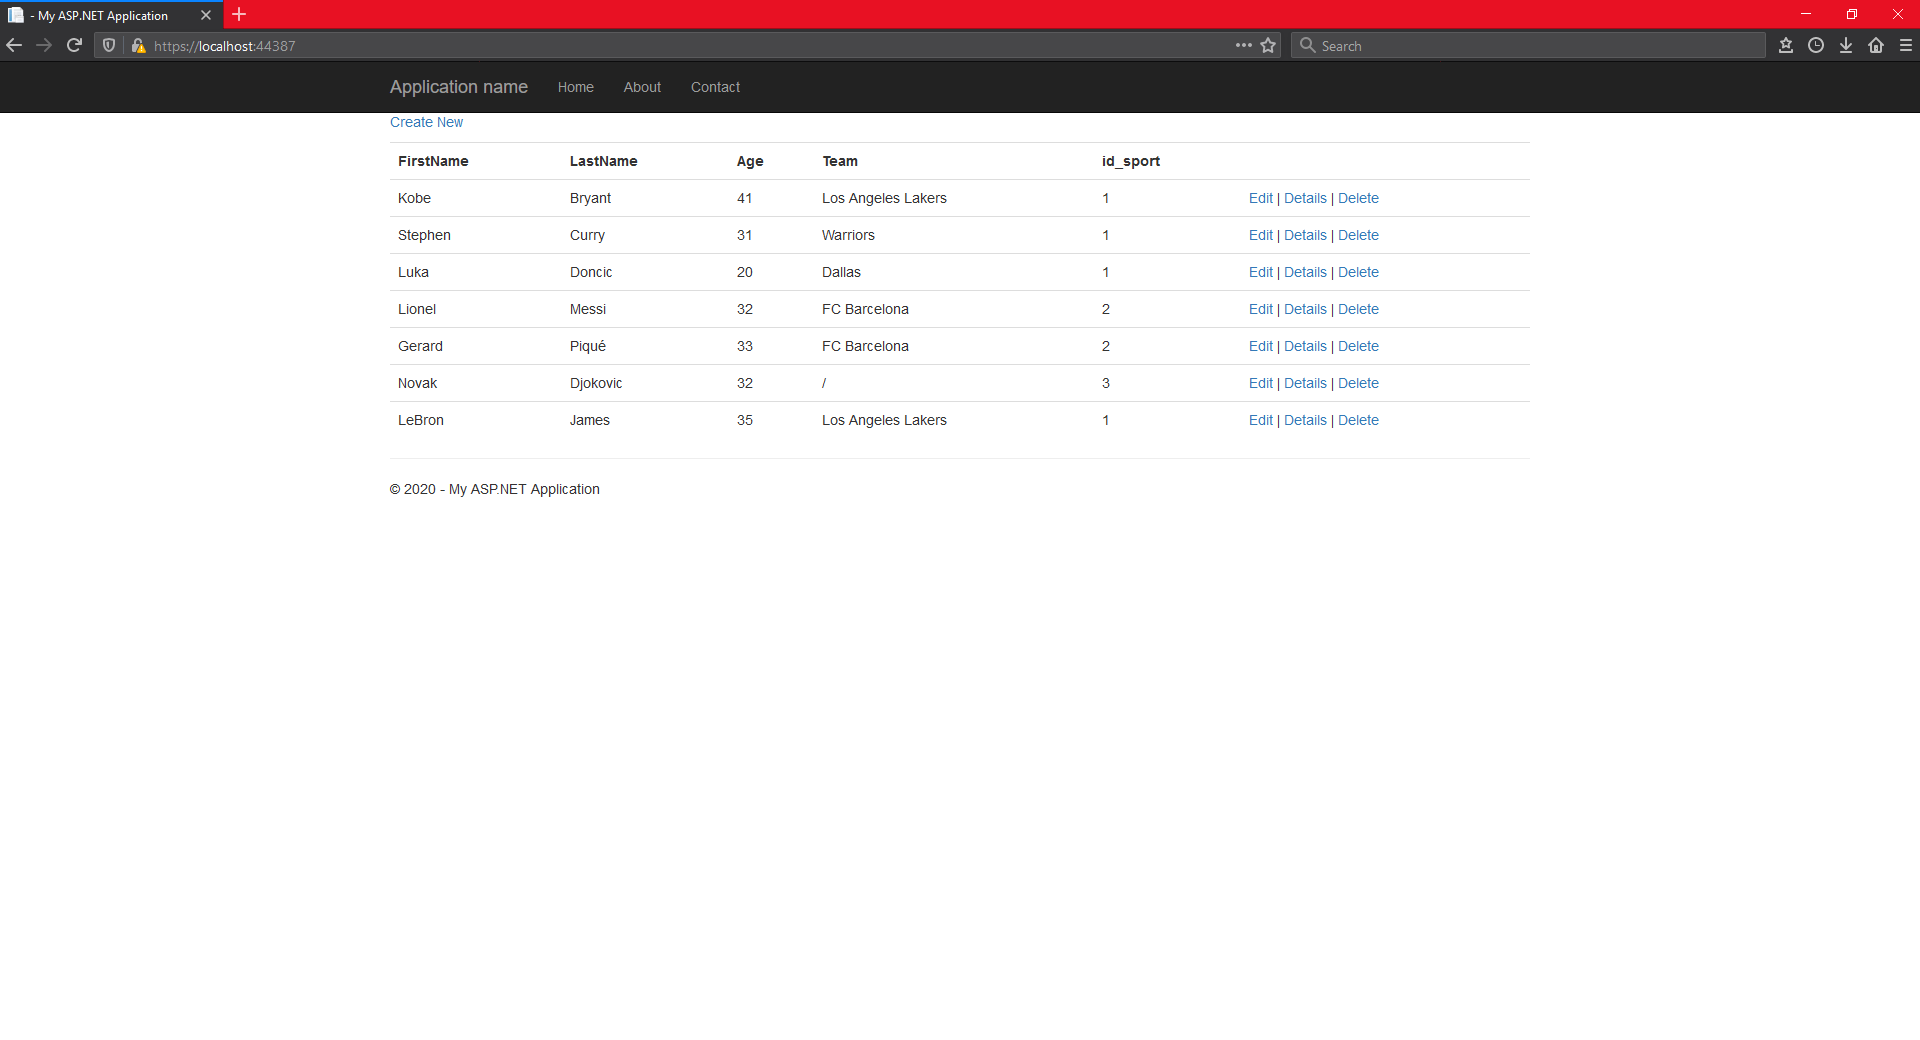 - My ASP.NET Application
https://localhost:44387
Search
Application name Home About Contact
Create New
FirstName LastName Age Team id_sport
Kobe Bryant 41 Los Angeles Lakers 1 Edit | Details | Delete
Stephen Curry 31 Warriors 1 Edit | Details | Delete
Luka Doncic 20 Dallas 1 Edit | Details | Delete
Lionel Messi 32 FC Barcelona 2 Edit | Details | Delete
Gerard Piqué 33 FC Barcelona 2 Edit | Details | Delete
Novak Djokovic 32 / 3 Edit | Details | Delete
LeBron James 35 Los Angeles Lakers 1 Edit | Details | Delete
© 2020 - My ASP.NET Application